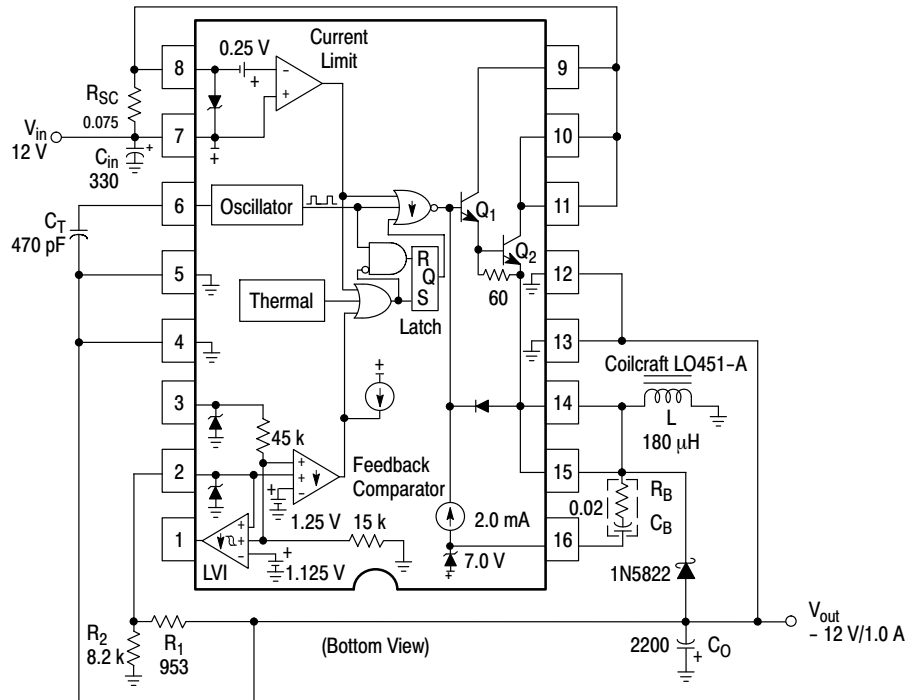 Current
Limit
0.25 V
+
-
+
8
9
RSC
0.075
Vin
12 V
7
+
10
Cin
330
+
6
Oscillator
Q1
11
CT
470 pF
5
R
Q
S
Latch
Q2
60
12
Thermal
4
13
+
Coilcraft LO451-A
3
14
L
180 µH
45 k
2
+
+
-
+
Feedback
Comparator
15
0.02
RB
CB
1.25 V
2.0 mA
1
+
+
-
15 k
16
LVI
+
1.125 V
7.0 V
+
1N5822
R2
8.2 k
R1
953
(Bottom View)
2200
+
CO
Vout
- 12 V/1.0 A